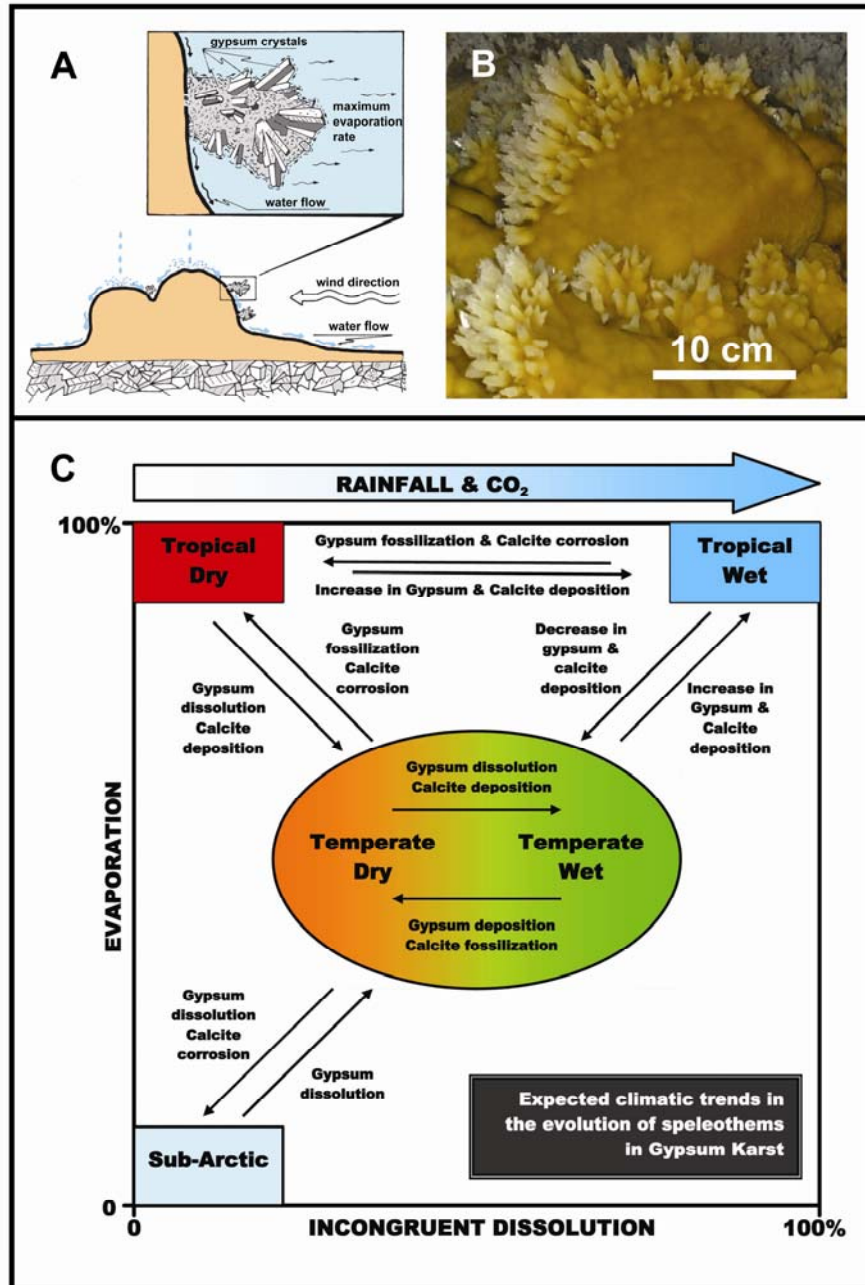 A
gypsum crystals
maximum
evaporation
rate
water flow
wind direction
water flow
B
10 cm
C
RAINFALL & CO₂
100%
Tropical
Dry
Gypsum fossilization & Calcite corrosion
Increase in Gypsum & Calcite deposition
Tropical
Wet
Gypsum
dissolution
Calcite
deposition
Gypsum
fossilization
Calcite
corrosion
Decrease in
gypsum &
calcite
deposition
Increase in
Gypsum &
Calcite
deposition
Gypsum dissolution
Calcite deposition
Temperate
Dry
Temperate
Wet
Gypsum deposition
Calcite fossilization
EVAPORATION
Gypsum
dissolution
Calcite
corrosion
Gypsum
dissolution
Sub-Arctic
Expected climatic trends in
the evolution of speleothems
in Gypsum Karst
0
0
INCONGRUENT DISSOLUTION
100%